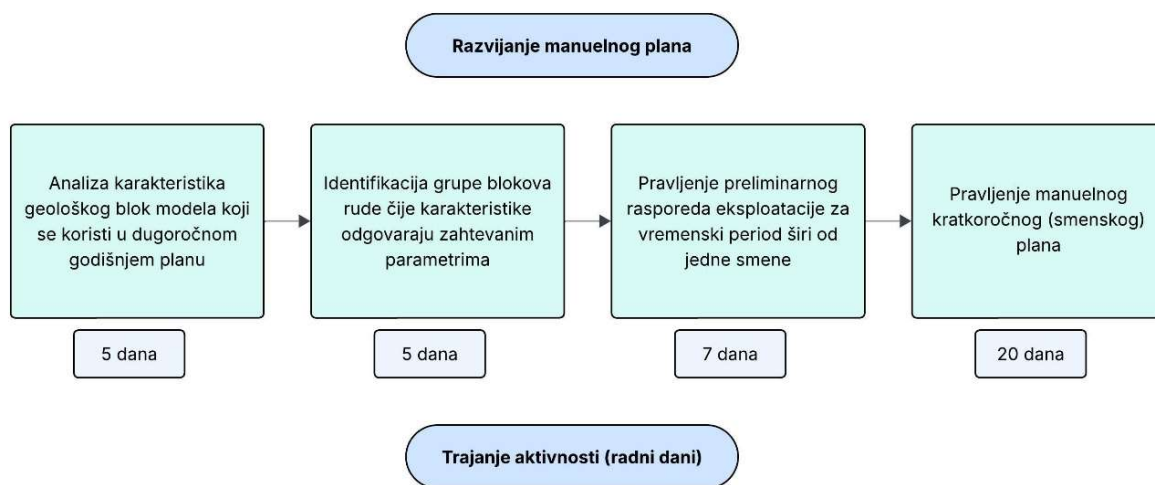 Razvijanje manuelnog plana
Analiza karakteristika
geološkog blok modela koji
se koristi u dugoročnom
godišnjem planu
Identifikacija grupe blokova
rude čije karakteristike
odgovaraju zahtevanim
parametrima
Pravljenje preliminarnog
rasporeda eksploatacije za
vremenski period širi od
jedne smene
Pravljenje manuelnog
kratkoročnog (smenskog)
plana
5 dana
5 dana
7 dana
20 dana
Trajanje aktivnosti (radni dani)